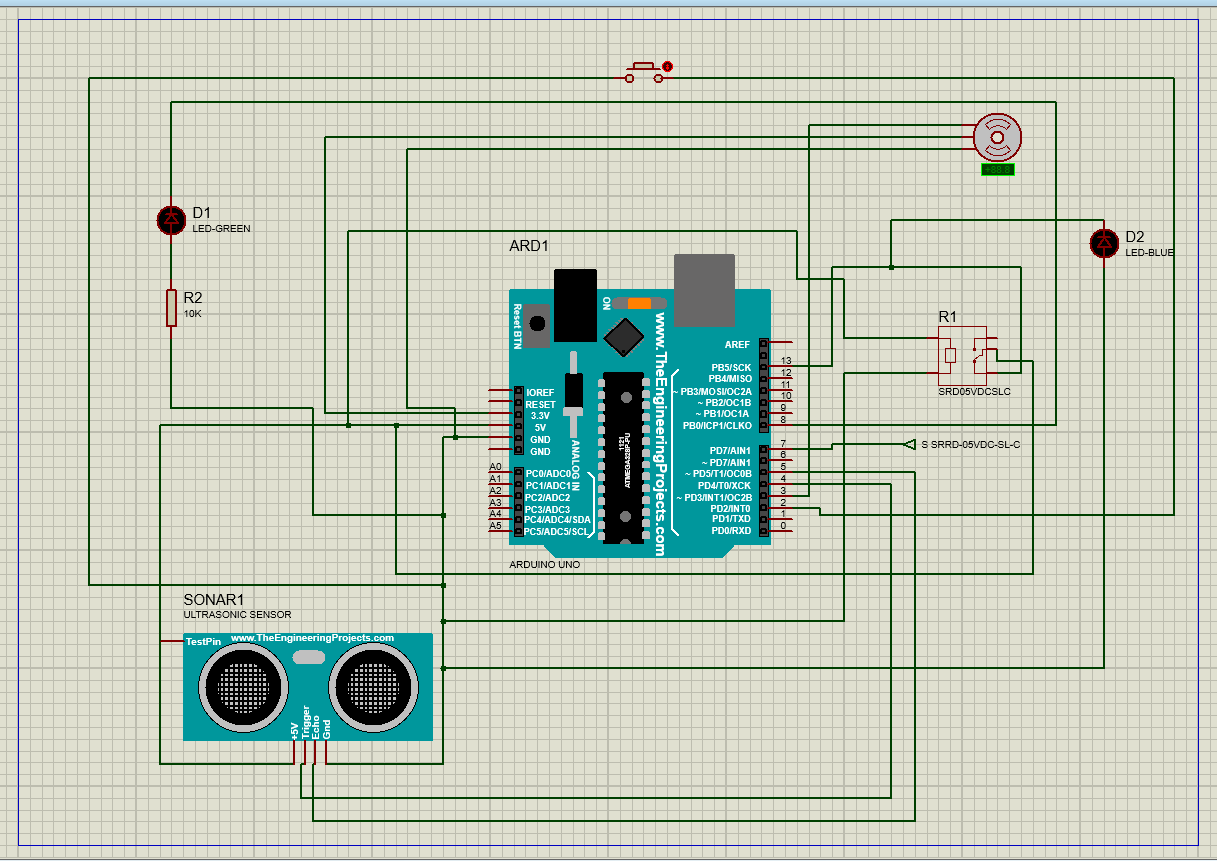 D1
LED-GREEN
R2
10K
D2
LED-BLUE
R1
SRD05VDCSLC
S SRRD-05VDC-SL-C
ARD1
Reset BTN
ON
www.TheEngineeringProjects.com
1121
ATMEGA328P-PU
ANALOG IN
IOREF
RESET
3.3V
5V
GND
GND
A0 PC0/ADC0
A1 PC1/ADC1
A2 PC2/ADC2
A3 PC3/ADC3
A4 PC4/ADC4/SDA
A5 PC5/ADC5/SCL
AREF
PB5/SCK 13
PB4/MISO 12
~ PB3/MOSI/OC2A 11
~ PB2/OC1B 10
~ PB1/OC1A 9
PB0/ICP1/CLKO 8
PD7/AIN1 7
~ PD7/AIN1 6
~ PD5/T1/OC0B 5
PD4/T0/XCK 4
~ PD3/INT1/OC2B 3
PD2/INT0 2
PD1/TXD 1
PD0/RXD 0
ARDUINO UNO
SONAR1
ULTRASONIC SENSOR
TestPin
www.TheEngineeringProjects.com
+5V
Trigger
Echo
Gnd